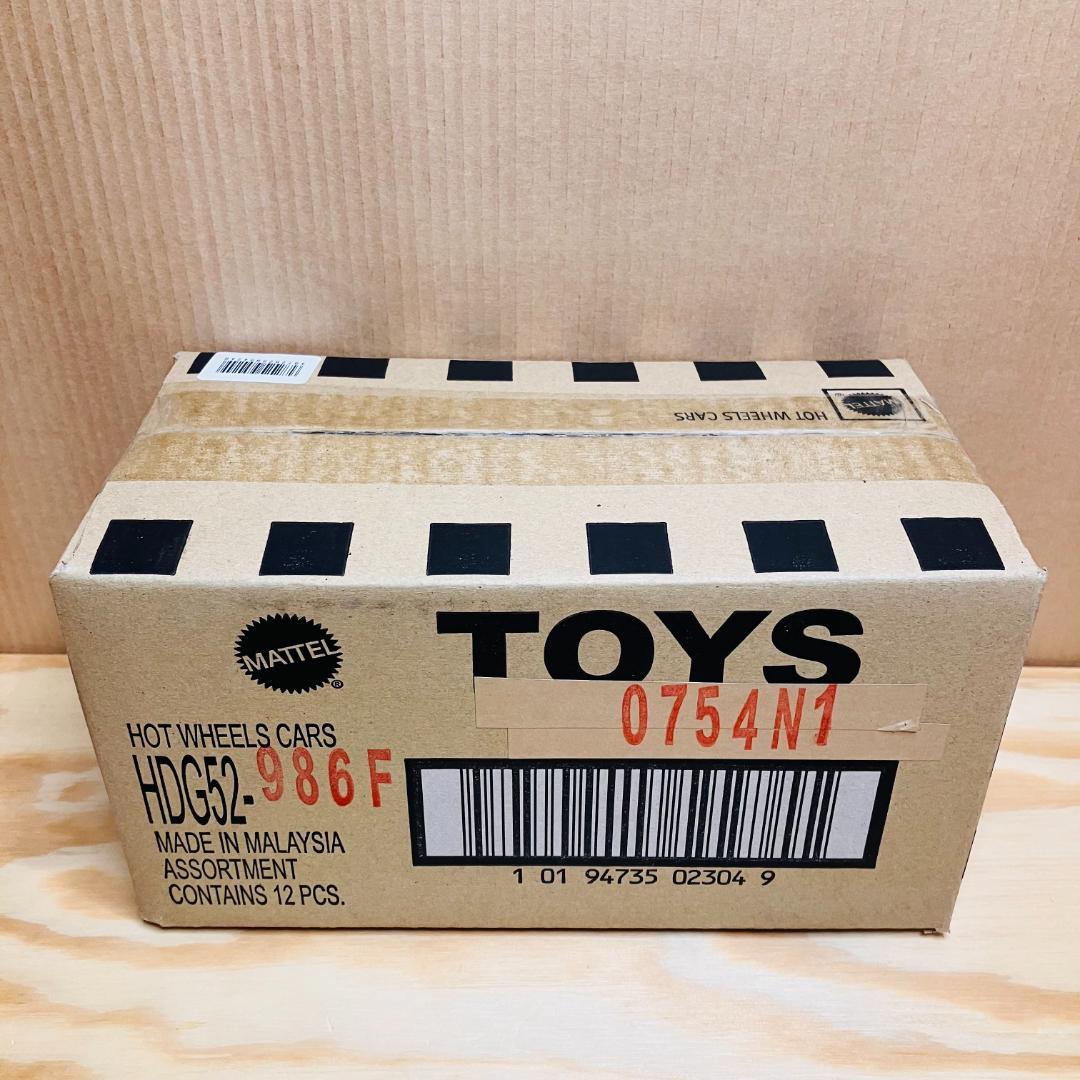 HOT WHEELS CARS
MATTEL
®
MATTEL
®
TOYS
0754N1
HOT WHEELS CARS
HDG52-986F
MADE IN MALAYSIA
ASSORTMENT
CONTAINS 12 PCS.
1 01 94735 02304 9